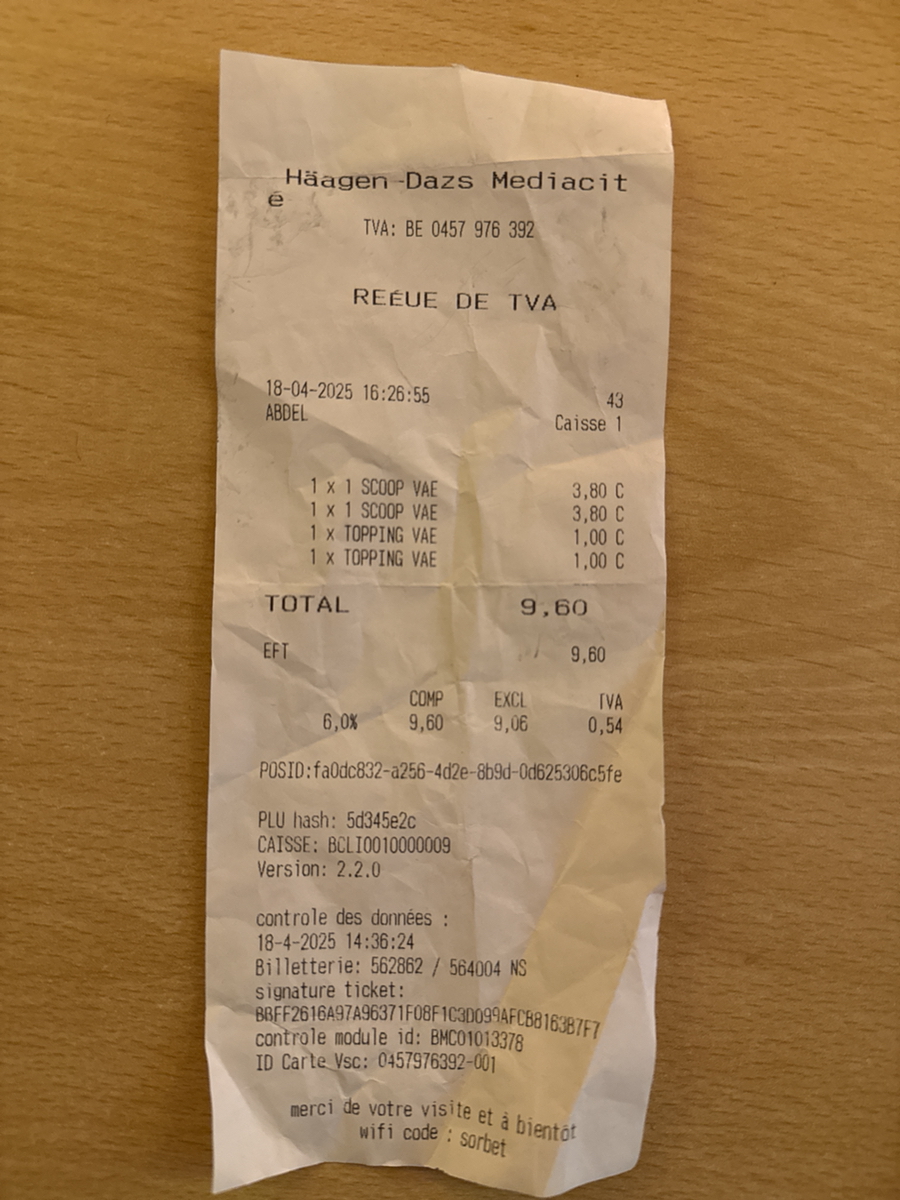 Häagen-Dazs Mediacit
é
TVA: BE 0457 976 392
REÉUE DE TVA
18-04-2025 16:26:55 43
ABDEL Caisse 1
1 x 1 SCOOP VAE 3,80 C
1 x 1 SCOOP VAE 3,80 C
1 x TOPPING VAE 1,00 C
1 x TOPPING VAE 1,00 C
TOTAL 9,60
EFT 9,60
COMP EXCL TVA
6,0% 9,60 9,06 0,54
POSID:fa0dc832-a256-4d2e-8b9d-0d625306c5fe
PLU hash: 5d345e2c
CAISSE: BCLI0010000009
Version: 2.2.0
controle des données :
18-4-2025 14:36:24
Billetterie: 562862 / 564004 NS
signature ticket:
BBFF2616A97A96371F08F1C3D099AFCB8163B7F7
controle module id: BMC01013378
ID Carte Vsc: 0457976392-001
merci de votre visite et à bientôt
wifi code : sorbet